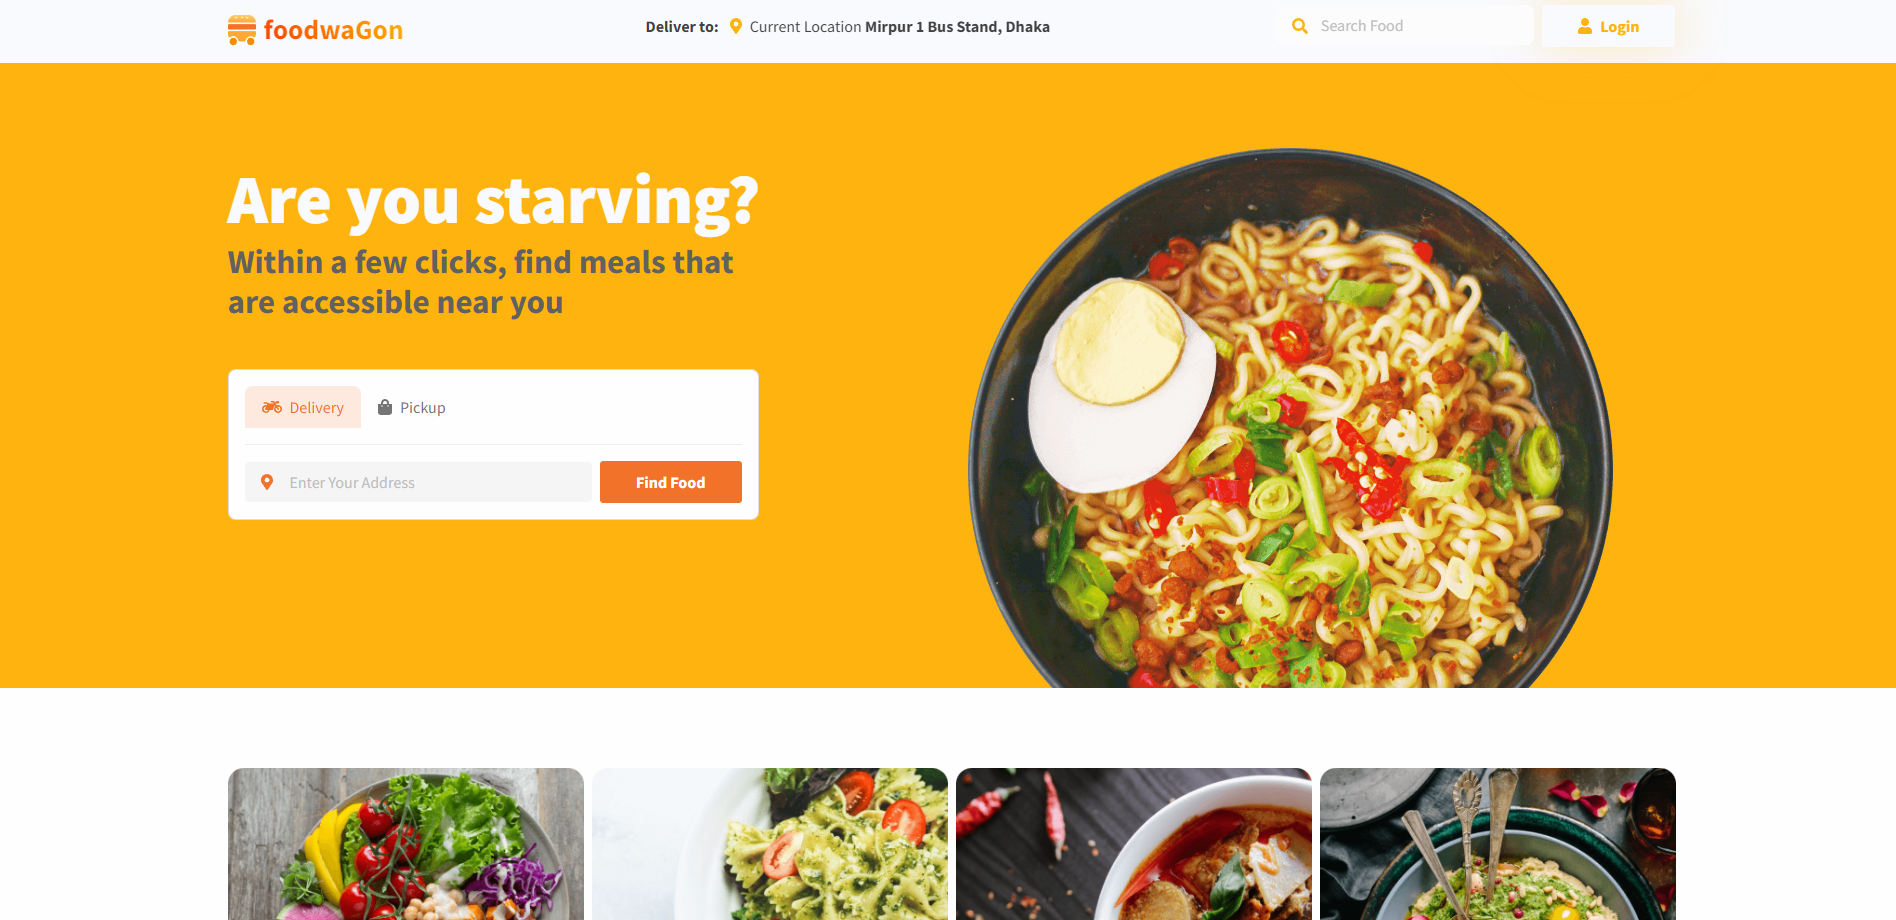 foodwaGon
Deliver to: Current Location Mirpur 1 Bus Stand, Dhaka
Search Food
Login
Are you starving?
Within a few clicks, find meals that
are accessible near you
Delivery
Pickup
Enter Your Address
Find Food